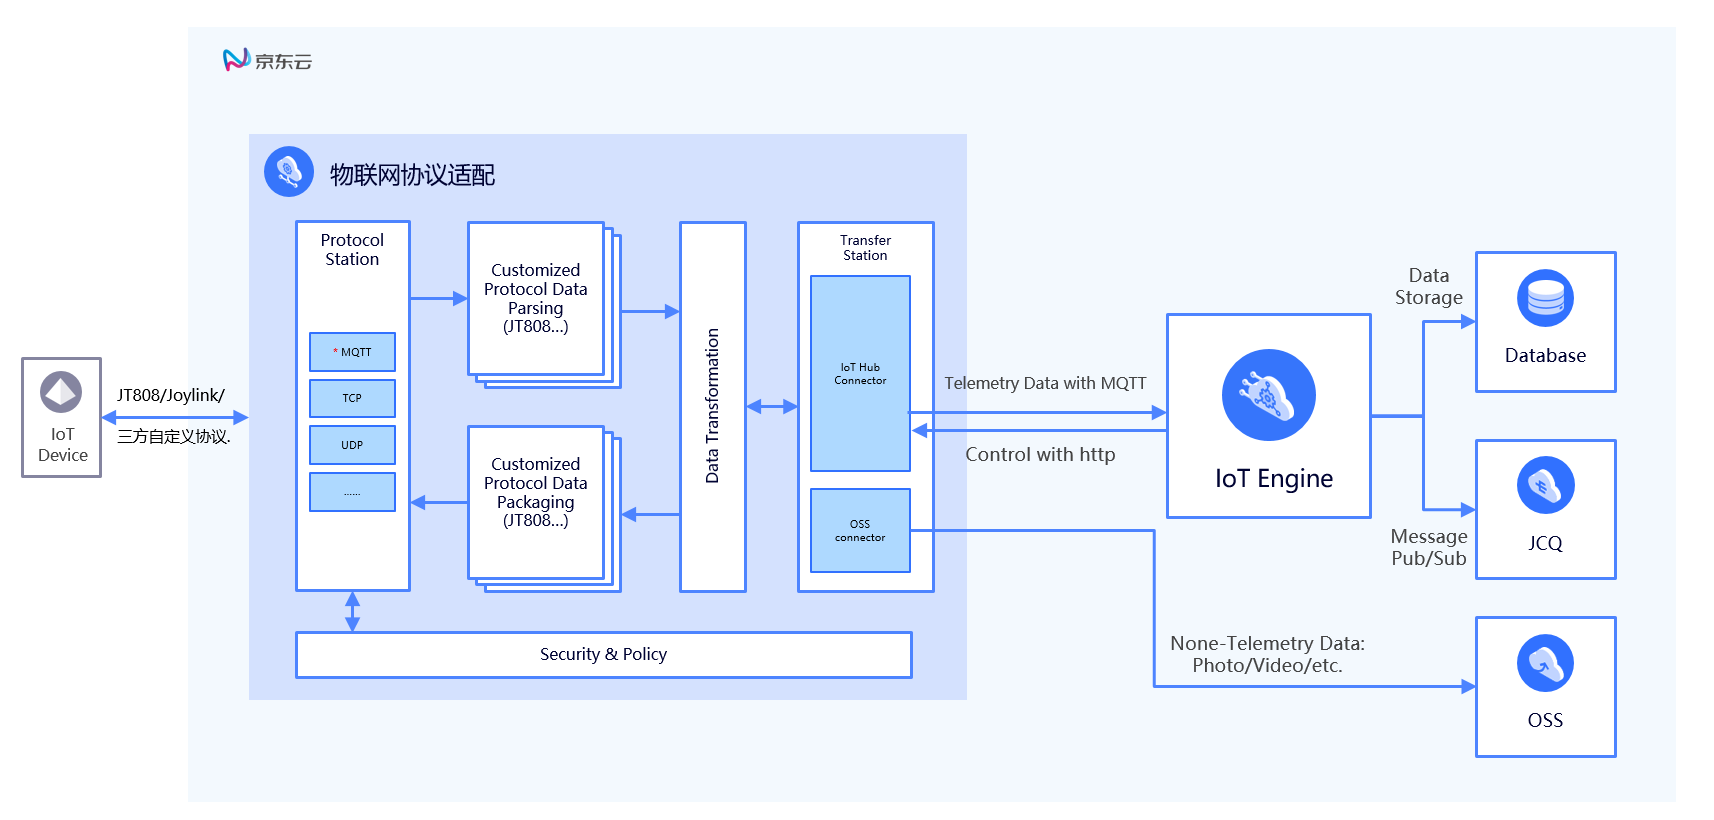 京东云
物联网协议适配
Protocol
Station
* MQTT
TCP
UDP
......
Customized
Protocol Data
Parsing
(JT808...)
Customized
Protocol Data
Packaging
(JT808...)
Data Transformation
Transfer
Station
IoT Hub
Connector
OSS
connector
Security & Policy
IoT
Device
JT808/Joylink/
三方自定义协议.
Telemetry Data with MQTT
Control with http
IoT Engine
Data
Storage
Database
Message
Pub/Sub
JCQ
None-Telemetry Data:
Photo/Video/etc.
OSS